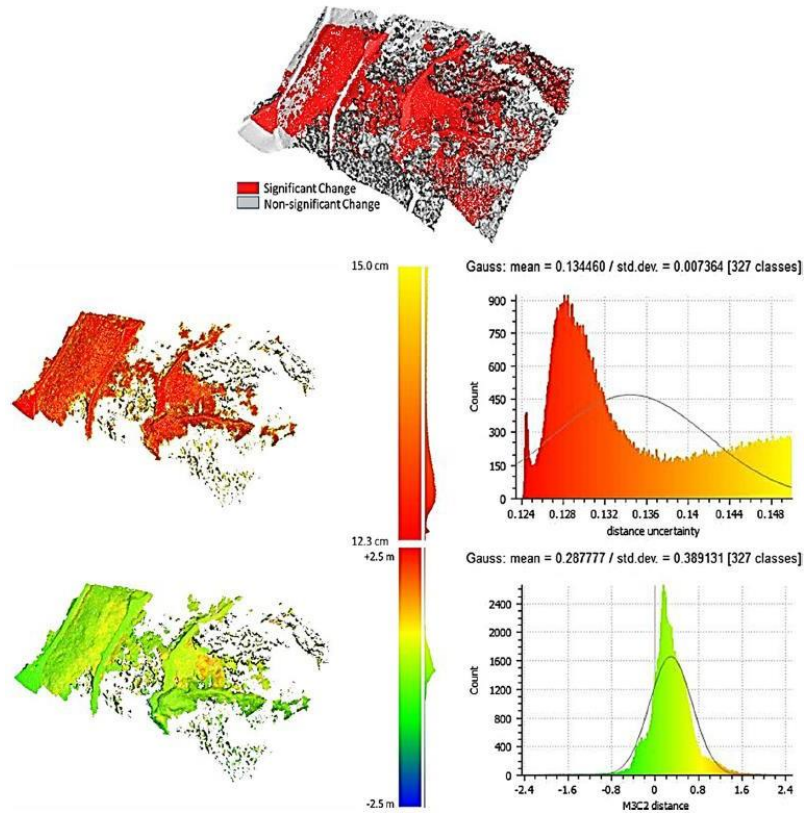 Significant Change
Non-significant Change
15.0 cm
12.3 cm
Gauss: mean = 0.134460 / std.dev. = 0.007364 [327 classes]
900
750
600
450
300
150
0
Count
0.124 0.128 0.132 0.136 0.14 0.144 0.148
distance uncertainty
+2.5 m
-2.5 m
Gauss: mean = 0.287777 / std.dev. = 0.389131 [327 classes]
2400
2000
1600
1200
800
400
0
Count
-2.4 -1.6 -0.8 0 0.8 1.6 2.4
M3C2 distance